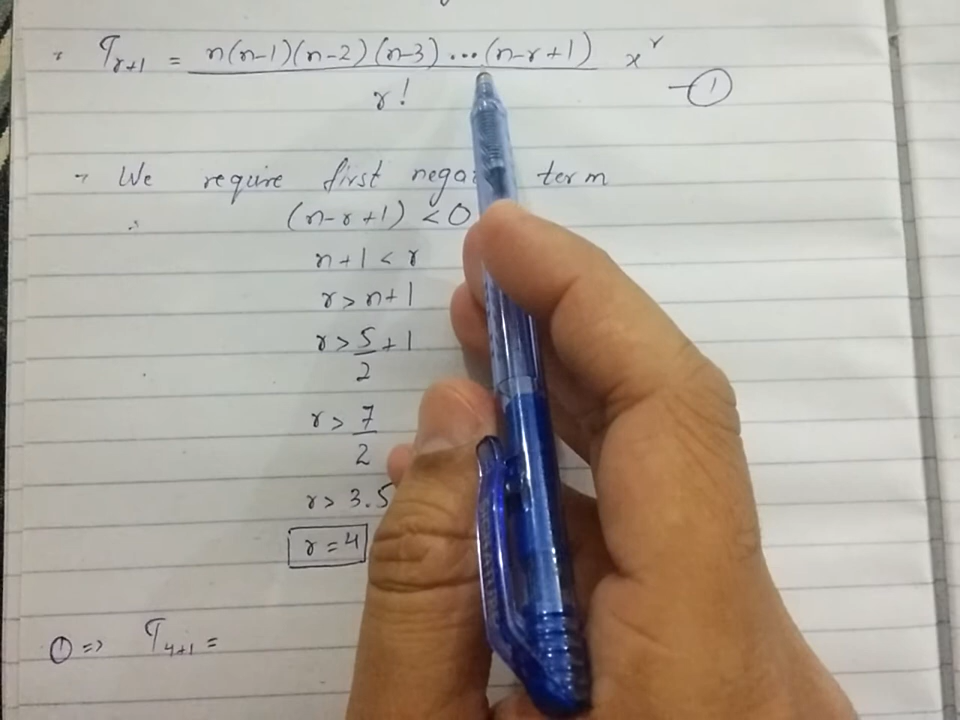 T_{r+1} = n(n-1)(n-2)(n-3)...(n-r+1) / r! x^r —①
We require first term
∴ (n-r+1) < 0
n+1 < r
r > n+1
r > 5/2 + 1
r > 7/2
r > 3.5
r = 4
① => T_{4+1} =